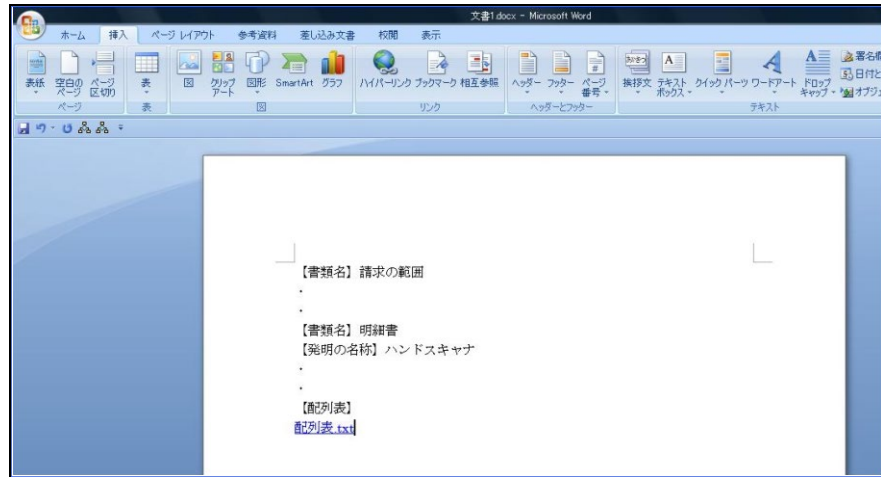 文書1.docx - Microsoft Word
ホーム 挿入 ページ レイアウト 参考資料 差し込み文書 校閲 表示
表紙 空白の ページ ページ 区切り 表 図 クリップ アート 図形 SmartArt グラフ ハイパーリンク ブックマーク 相互参照 ヘッダー フッター ページ 番号 挨拶文 テキスト ボックス クイック パーツ ワードアート ドロップ キャップ 署名欄 日付と オブジェ
ページ 表 図 リンク ヘッダーとフッター テキスト
【書類名】請求の範囲
・
・
【書類名】明細書
【発明の名称】ハンドスキャナ
・
・
【配列表】
配列表.txt